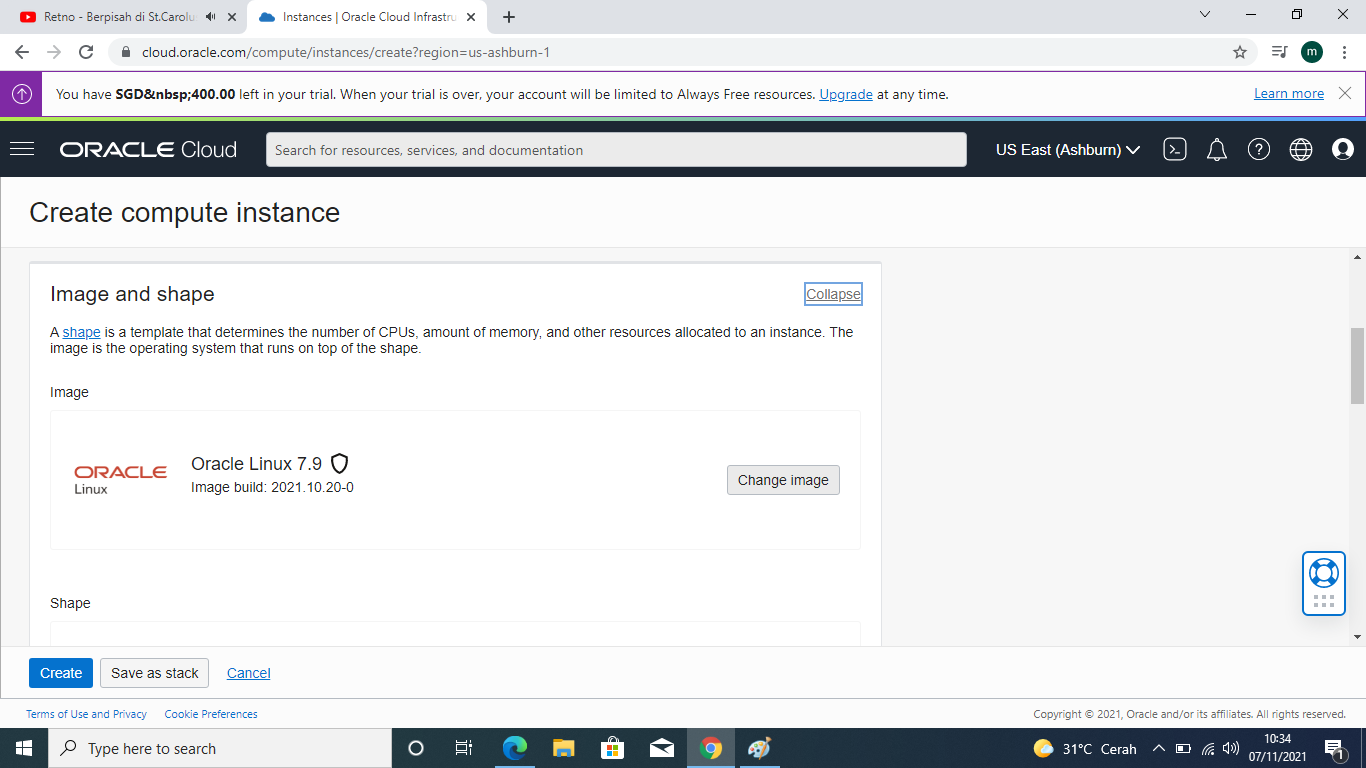 Retno - Berpisah di St.Carolu
Instances | Oracle Cloud Infrastru
cloud.oracle.com/compute/instances/create?region=us-ashburn-1
m
You have SGD&nbsp;400.00 left in your trial. When your trial is over, your account will be limited to Always Free resources. Upgrade at any time.
Learn more
ORACLE Cloud
Search for resources, services, and documentation
US East (Ashburn)
Create compute instance
Image and shape
Collapse
A shape is a template that determines the number of CPUs, amount of memory, and other resources allocated to an instance. The
image is the operating system that runs on top of the shape.
Image
ORACLE
Linux
Oracle Linux 7.9
Image build: 2021.10.20-0
Change image
Shape
Create
Save as stack
Cancel
Terms of Use and Privacy
Cookie Preferences
Copyright © 2021, Oracle and/or its affiliates. All rights reserved.
Type here to search
31°C Cerah
10:34
07/11/2021
1